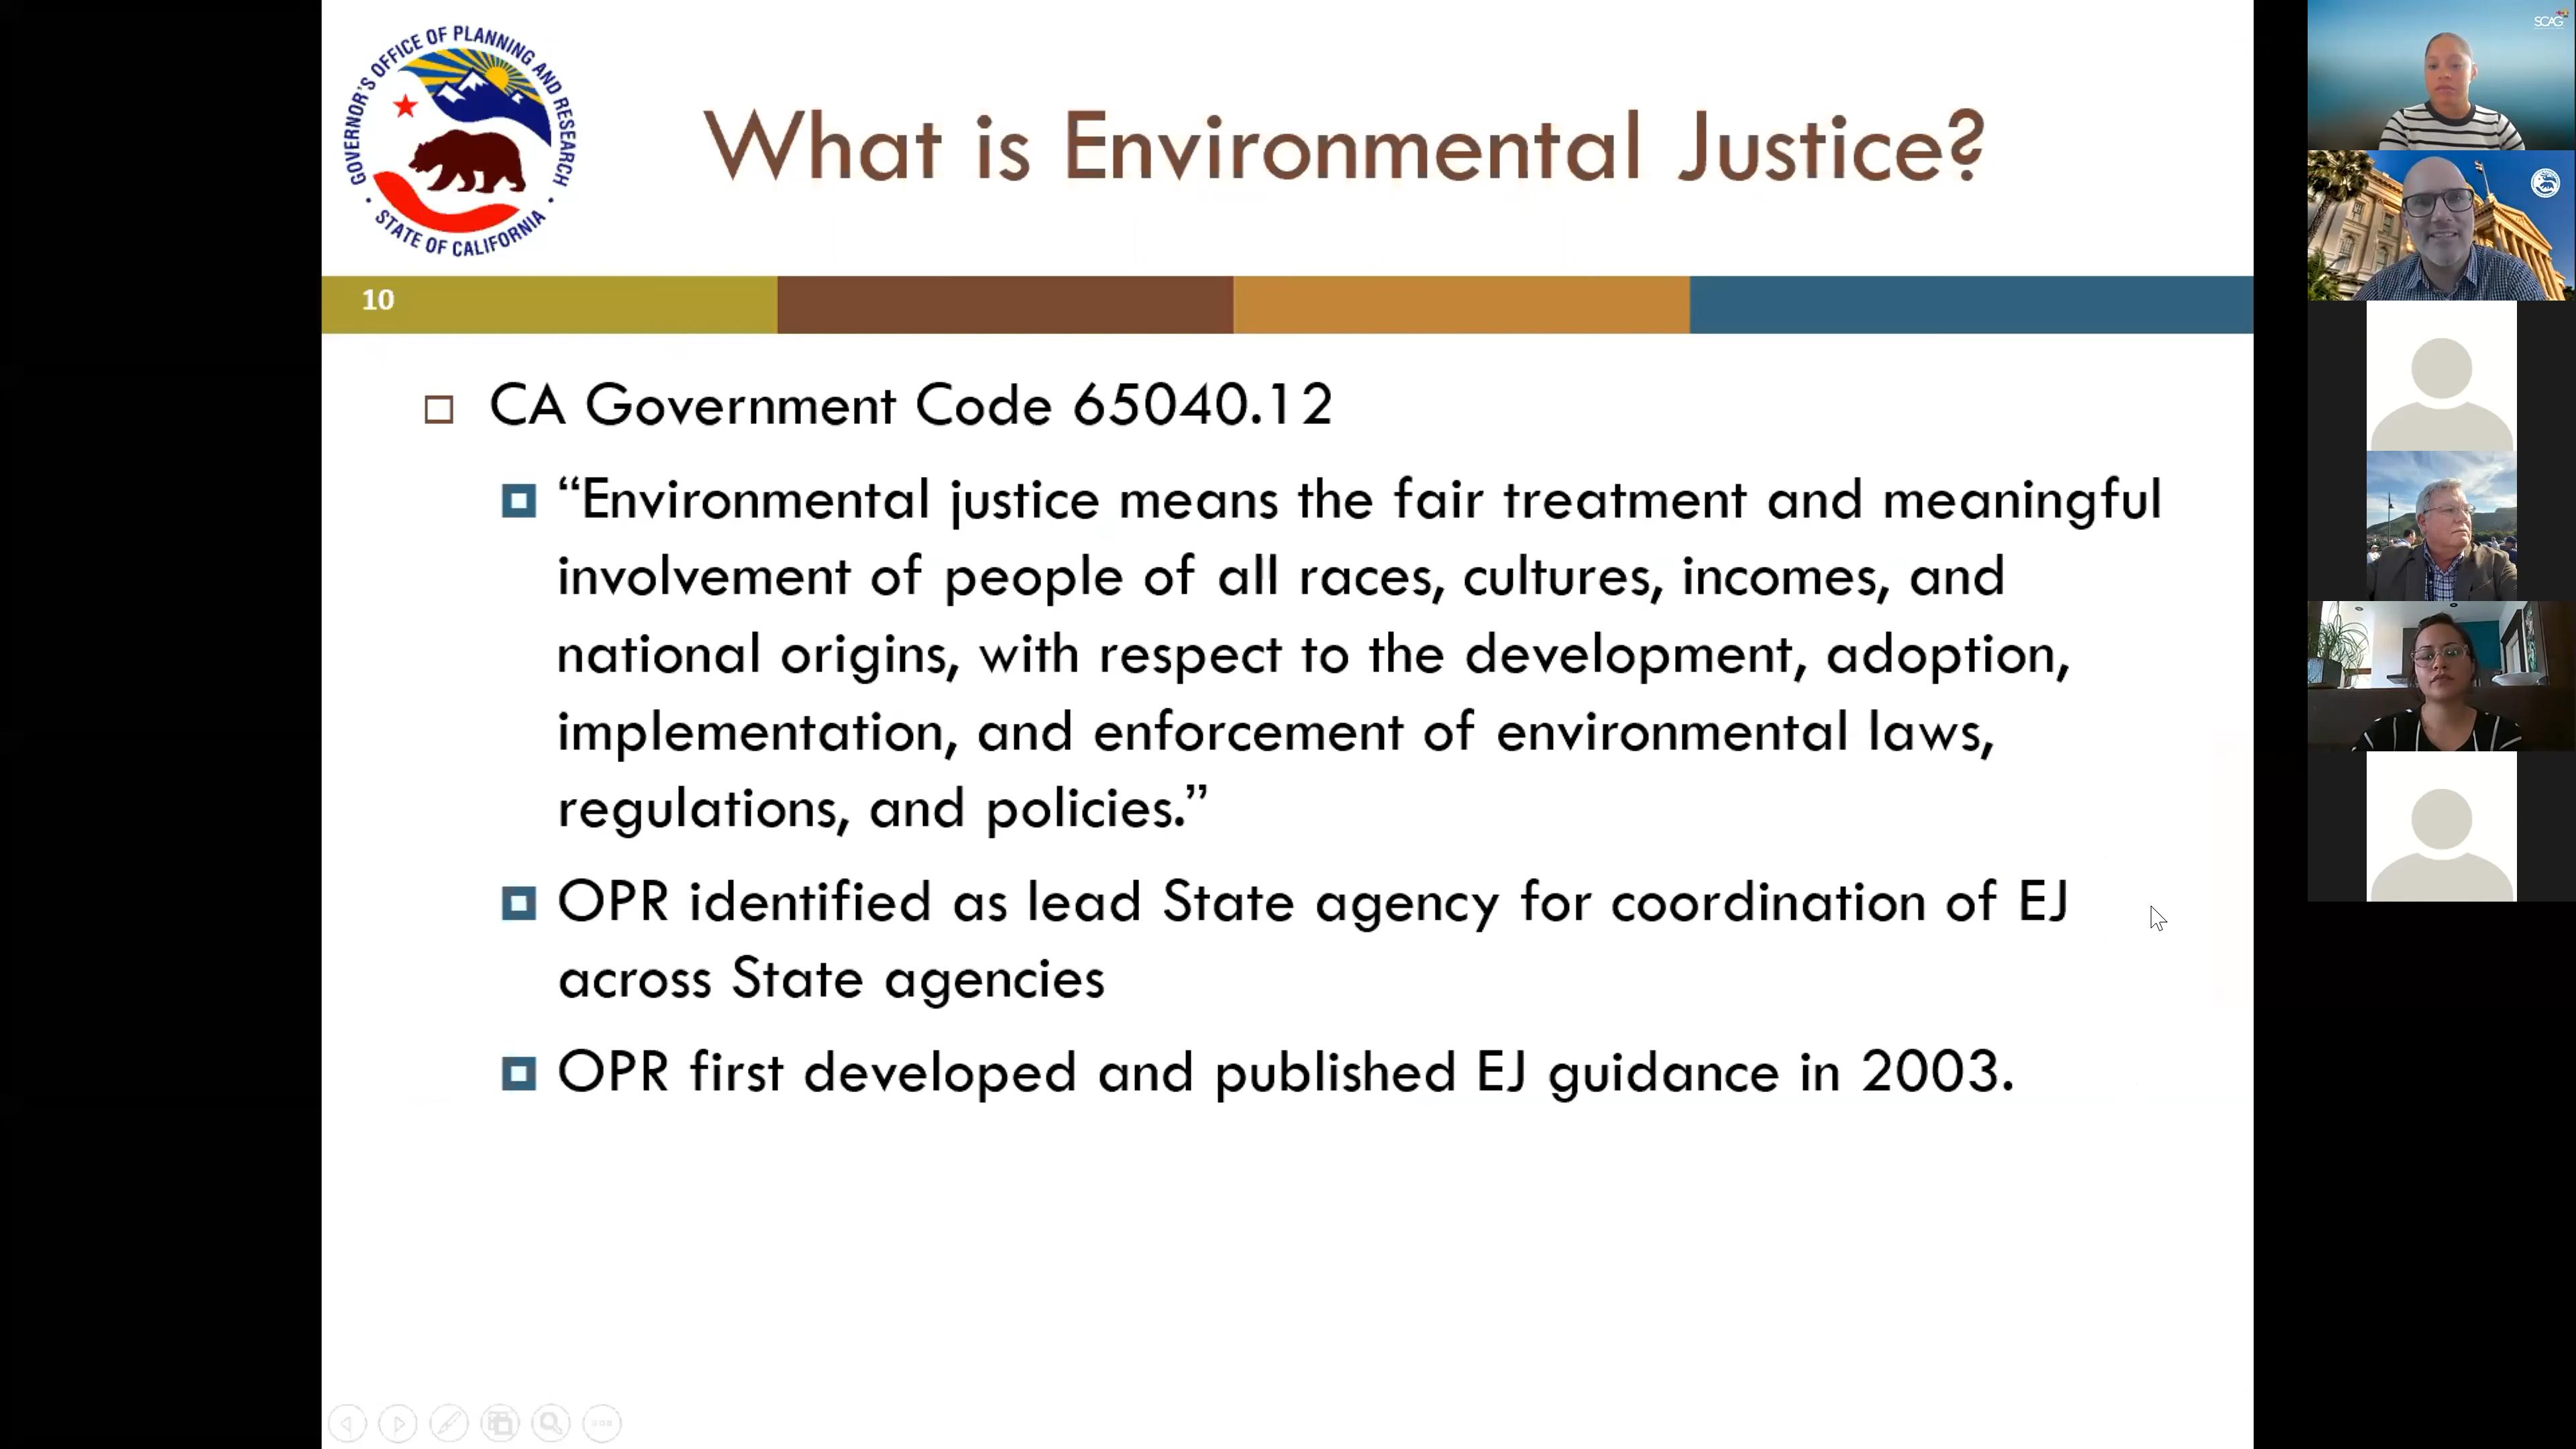 GOVERNOR'S OFFICE OF PLANNING AND RESEARCH
• STATE OF CALIFORNIA •
What is Environmental Justice?
10
CA Government Code 65040.12
“Environmental justice means the fair treatment and meaningful
involvement of people of all races, cultures, incomes, and
national origins, with respect to the development, adoption,
implementation, and enforcement of environmental laws,
regulations, and policies.”
OPR identified as lead State agency for coordination of EJ
across State agencies
OPR first developed and published EJ guidance in 2003.
SCAG